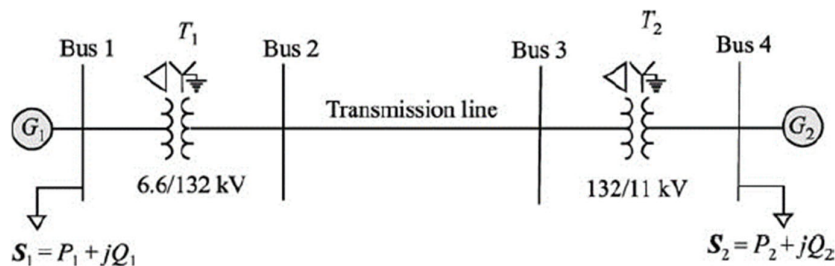 T₁
T₂
Bus 1
Bus 2
Bus 3
Bus 4
G₁
Transmission line
G₂
6.6/132 kV
132/11 kV
S₁ = P₁ + jQ₁
S₂ = P₂ + jQ₂